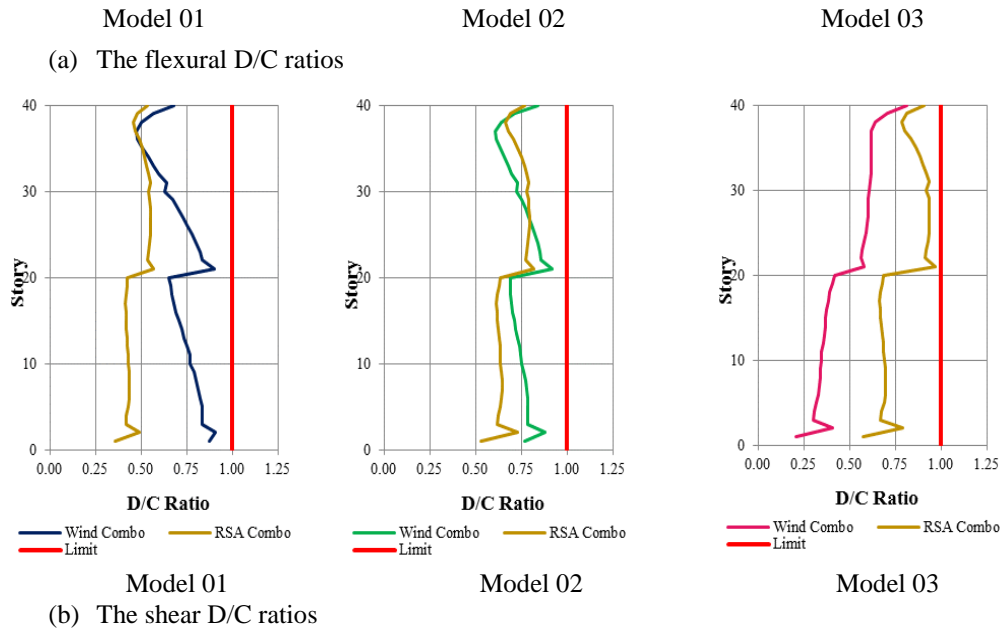 Model 01 Model 02 Model 03
(a) The flexural D/C ratios
40 40 40
30 30 30
20 20 20
10 10 10
0 0 0
Story Story Story
0.00 0.25 0.50 0.75 1.00 1.25 0.00 0.25 0.50 0.75 1.00 1.25 0.00 0.25 0.50 0.75 1.00 1.25
D/C Ratio D/C Ratio D/C Ratio
Wind Combo RSA Combo Wind Combo RSA Combo Wind Combo RSA Combo
Limit Limit Limit
Model 01 Model 02 Model 03
(b) The shear D/C ratios